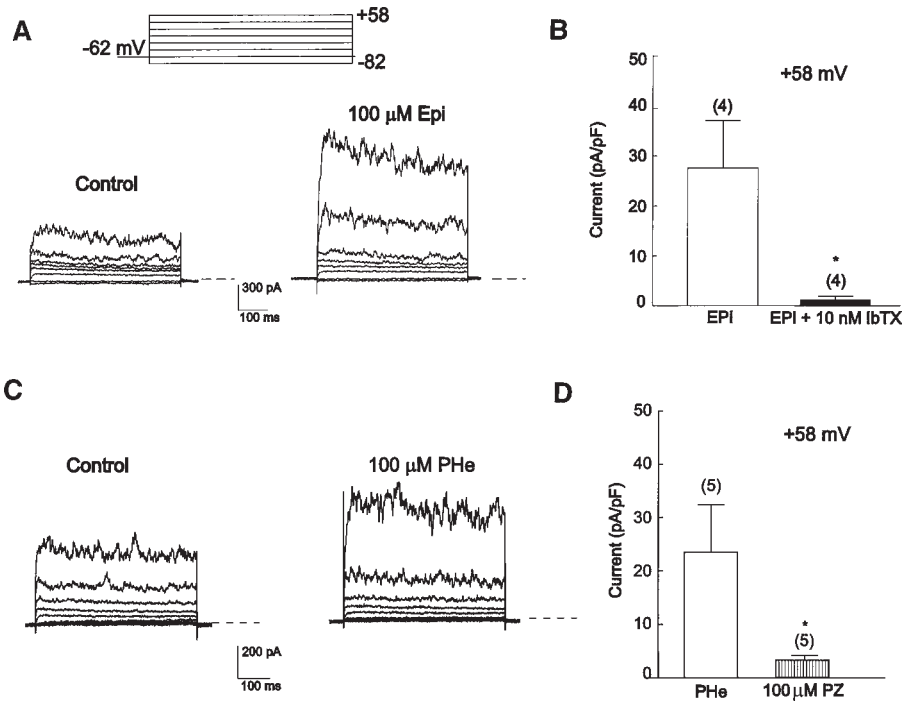 A
+58
-62 mV
-82
100 μM Epi
Control
300 pA
100 ms
B
50
+58 mV
40
(4)
30
Current (pA/pF)
20
10
*
(4)
0
EPI
EPI + 10 nM IbTX
C
Control
100 μM PHe
200 pA
100 ms
D
50
+58 mV
40
(5)
30
Current (pA/pF)
20
10
*
(5)
0
PHe
100 μM PZ